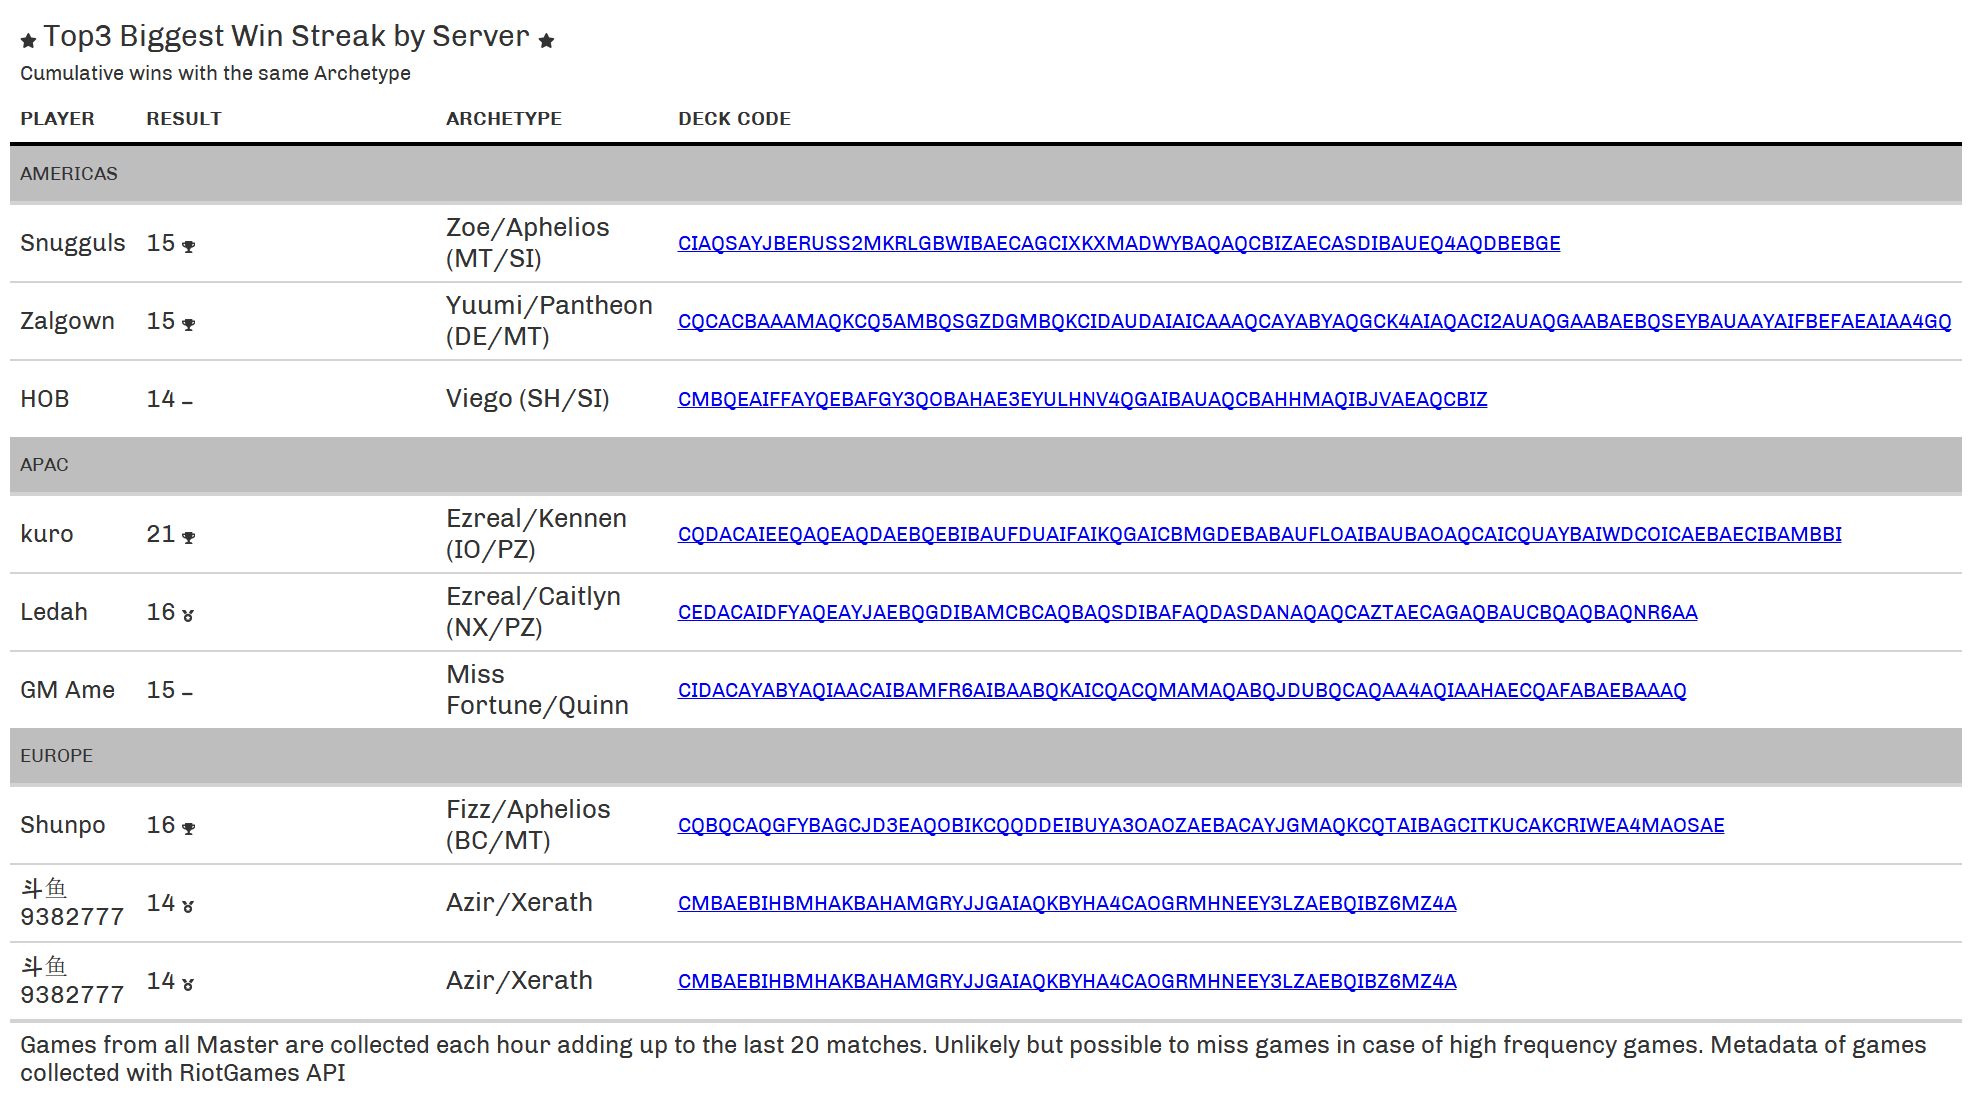 ★ Top3 Biggest Win Streak by Server ★
Cumulative wins with the same Archetype
PLAYER RESULT ARCHETYPE DECK CODE
AMERICAS
Snugguls 15 Zoe/Aphelios (MT/SI) CIAQSAYJBERUSS2MKRLGBWIBAECAGCIXKXMADWYBAQAQCBIZAECASDIBAUEQ4AQDBEBGE
Zalgown 15 Yuumi/Pantheon (DE/MT) CQCACBAAAMAQKCQ5AMBQSGZDGMBQKCIDAUDAIAICAAAQCAYABYAQGCK4AIAQACI2AUAQGAABAEBQSEYBAUAAYAIFBEFAEAIAA4GQ
HOB 14 – Viego (SH/SI) CMBQEAIFFAYQEBAFGY3QOBAHAE3EYULHNV4QGAIBAUAQCBAHHMAQIBJVAEAQCBIZ
APAC
kuro 21 Ezreal/Kennen (IO/PZ) CQDACAIEEQAQEAQDAEBQEBIBAUFDUAIFAIKQGAICBMGDEBABAUFLOAIBAUBAOAQCAICQUAYBAIWDCOICAEBAECIBAMBBI
Ledah 16 Ezreal/Caitlyn (NX/PZ) CEDACAIDFYAQEAYJAEBQGDIBAMCBCAQBAQSDIBAFAQDASDANAQAQCAZTAECAGAQBAUCBQAQBAQNR6AA
GM Ame 15 – Miss Fortune/Quinn CIDACAYABYAQIAACAIBAMFR6AIBAABQKAICQACQMAMAQABQJDUBQCAQAA4AQIAAHAECQAFABAEBAAAQ
EUROPE
Shunpo 16 Fizz/Aphelios (BC/MT) CQBQCAQGFYBAGCJD3EAQOBIKCQQDDEIBUYA3OAOZAEBACAYJGMAQKCQTAIBAGCITKUCAKCRIWEA4MAOSAE
斗鱼 9382777 14 Azir/Xerath CMBAEBIHBMHAKBAHAMGRYJJGAIAQKBYHA4CAOGRMHNEEY3LZAEBQIBZ6MZ4A
斗鱼 9382777 14 Azir/Xerath CMBAEBIHBMHAKBAHAMGRYJJGAIAQKBYHA4CAOGRMHNEEY3LZAEBQIBZ6MZ4A
Games from all Master are collected each hour adding up to the last 20 matches. Unlikely but possible to miss games in case of high frequency games. Metadata of games
collected with RiotGames API